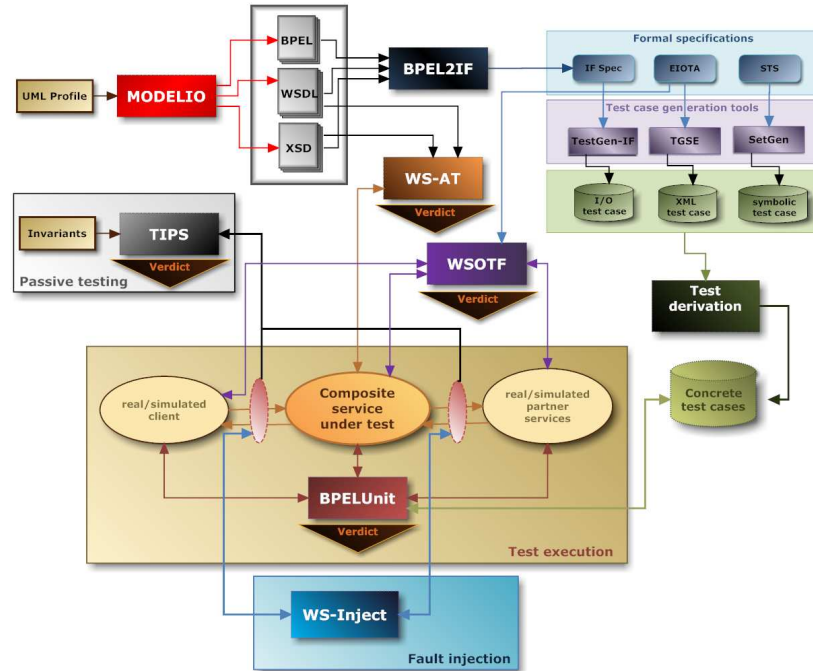 BPEL
WSDL
XSD
UML Profile
MODELIO
BPEL2IF
Formal specifications
IF Spec
EIOTA
STS
Test case generation tools
TestGen-IF
TGSE
SetGen
I/O
test case
XML
test case
symbolic
test case
WS-AT
Verdict
Invariants
TIPS
Verdict
Passive testing
WSOTF
Verdict
Test
derivation
real/simulated
client
Composite
service
under test
real/simulated
partner
services
Concrete
test cases
BPELUnit
Verdict
Test execution
WS-Inject
Fault injection